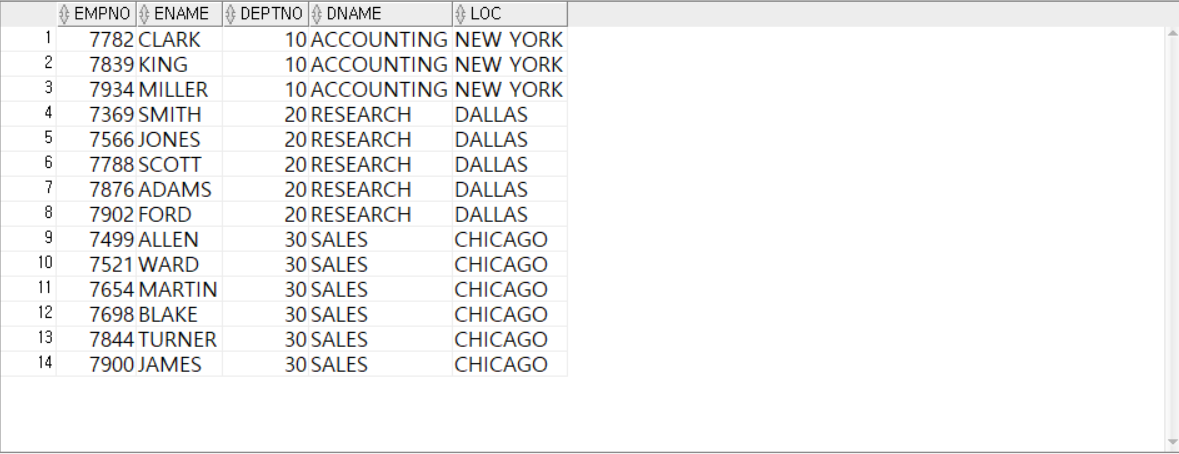 EMPNO ENAME DEPTNO DNAME LOC
1 7782 CLARK 10 ACCOUNTING NEW YORK
2 7839 KING 10 ACCOUNTING NEW YORK
3 7934 MILLER 10 ACCOUNTING NEW YORK
4 7369 SMITH 20 RESEARCH DALLAS
5 7566 JONES 20 RESEARCH DALLAS
6 7788 SCOTT 20 RESEARCH DALLAS
7 7876 ADAMS 20 RESEARCH DALLAS
8 7902 FORD 20 RESEARCH DALLAS
9 7499 ALLEN 30 SALES CHICAGO
10 7521 WARD 30 SALES CHICAGO
11 7654 MARTIN 30 SALES CHICAGO
12 7698 BLAKE 30 SALES CHICAGO
13 7844 TURNER 30 SALES CHICAGO
14 7900 JAMES 30 SALES CHICAGO